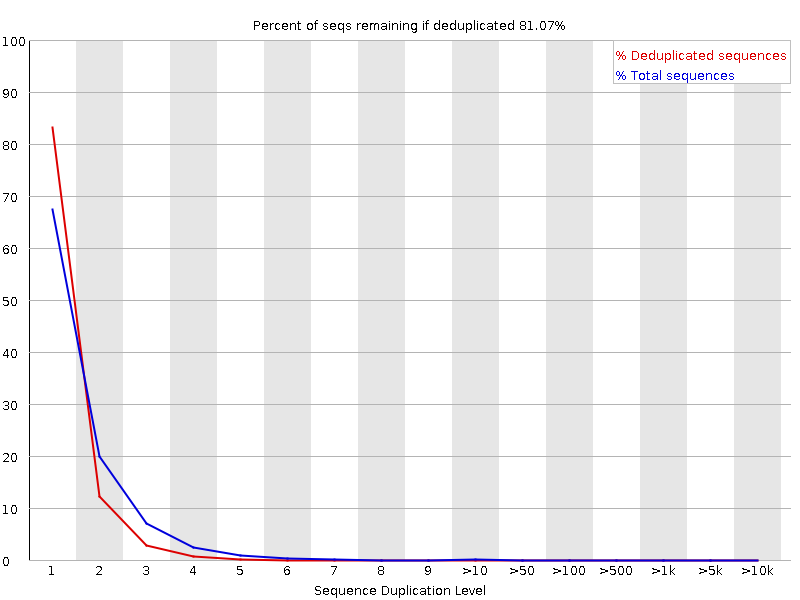 Percent of seqs remaining if deduplicated 81.07%
% Deduplicated sequences
% Total sequences
100
90
80
70
60
50
40
30
20
10
0
1 2 3 4 5 6 7 8 9 >10 >50 >100 >500 >1k >5k >10k
Sequence Duplication Level